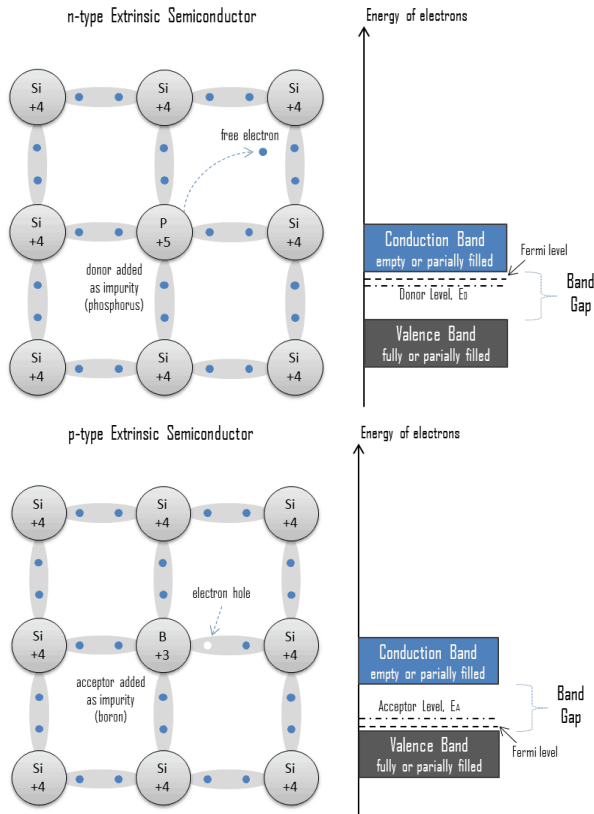 n-type Extrinsic Semiconductor
Energy of electrons
Si
+4
Si
+4
Si
+4
free electron
Si
+4
P
+5
Si
+4
donor added
as impurity
(phosphorus)
Si
+4
Si
+4
Si
+4
Conduction Band
empty or parially filled
Fermi level
Donor Level, ED
Band
Gap
Valence Band
fully or partially filled
p-type Extrinsic Semiconductor
Energy of electrons
Si
+4
Si
+4
Si
+4
electron hole
Si
+4
B
+3
Si
+4
acceptor added
as impurity
(boron)
Si
+4
Si
+4
Si
+4
Conduction Band
empty or partially filled
Acceptor Level, EA
Band
Gap
Fermi level
Valence Band
fully or partially filled